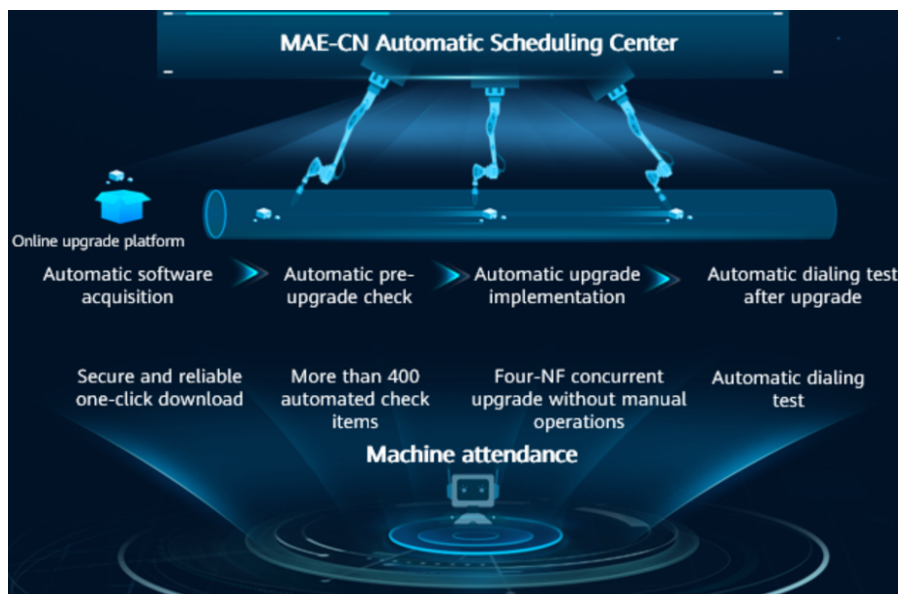 MAE-CN Automatic Scheduling Center
Online upgrade platform
Automatic software
acquisition
Automatic pre-
upgrade check
Automatic upgrade
implementation
Automatic dialing test
after upgrade
Secure and reliable
one-click download
More than 400
automated check
items
Four-NF concurrent
upgrade without manual
operations
Automatic dialing
test
Machine attendance